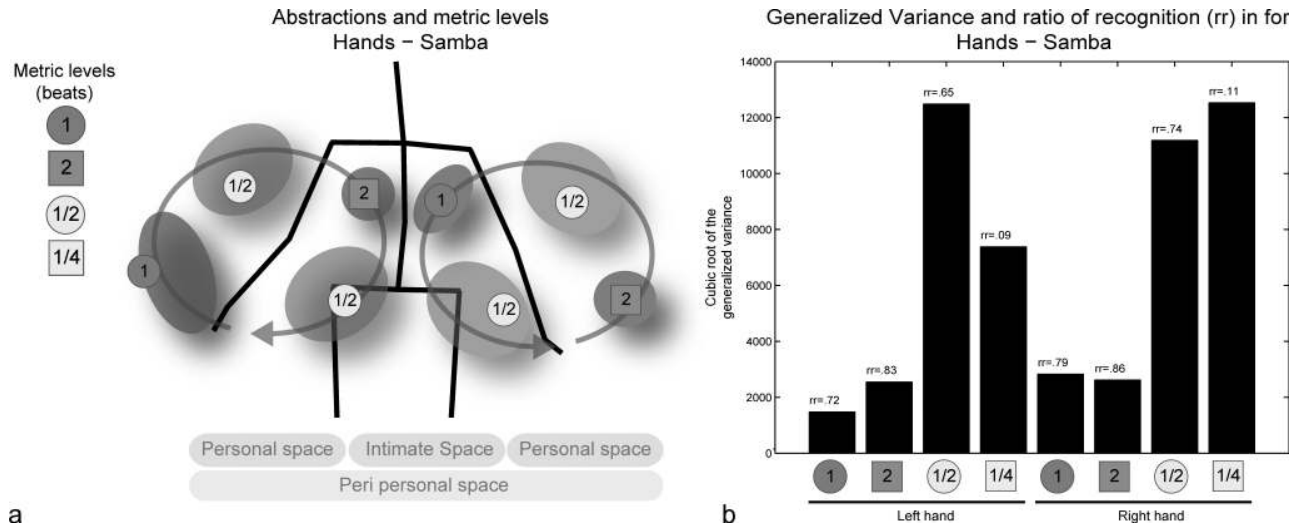 Abstractions and metric levels
Hands – Samba
Metric levels
(beats)
1
2
1/2
1/4
1/2
2
1
1/2
1
1/2
1/2
2
Personal space
Intimate Space
Personal space
Peri personal space
a
Generalized Variance and ratio of recognition (rr) in for
Hands – Samba
Cubic root of the
generalized variance
14000
12000
10000
8000
6000
4000
2000
0
rr=.72
rr=.83
rr=.65
rr=.09
rr=.79
rr=.86
rr=.74
rr=.11
1
2
1/2
1/4
1
2
1/2
1/4
Left hand
Right hand
b